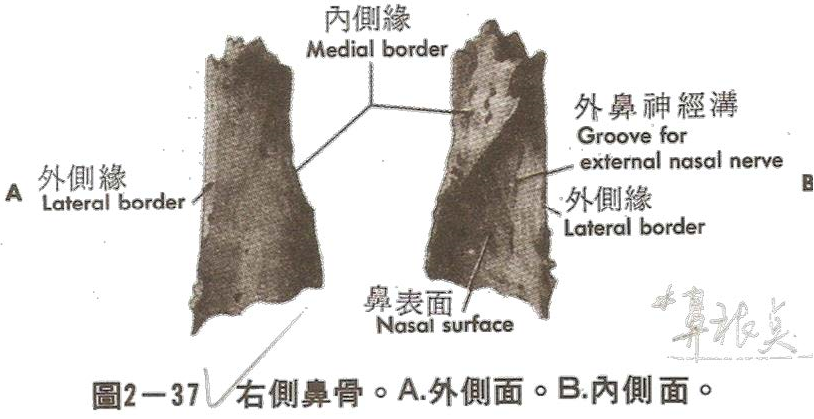 內側緣
Medial border
外鼻神經溝
Groove for
external nasal nerve
A
外側緣
Lateral border
B
外側緣
Lateral border
鼻表面
Nasal surface
圖2-37 右側鼻骨。A.外側面。B.內側面。